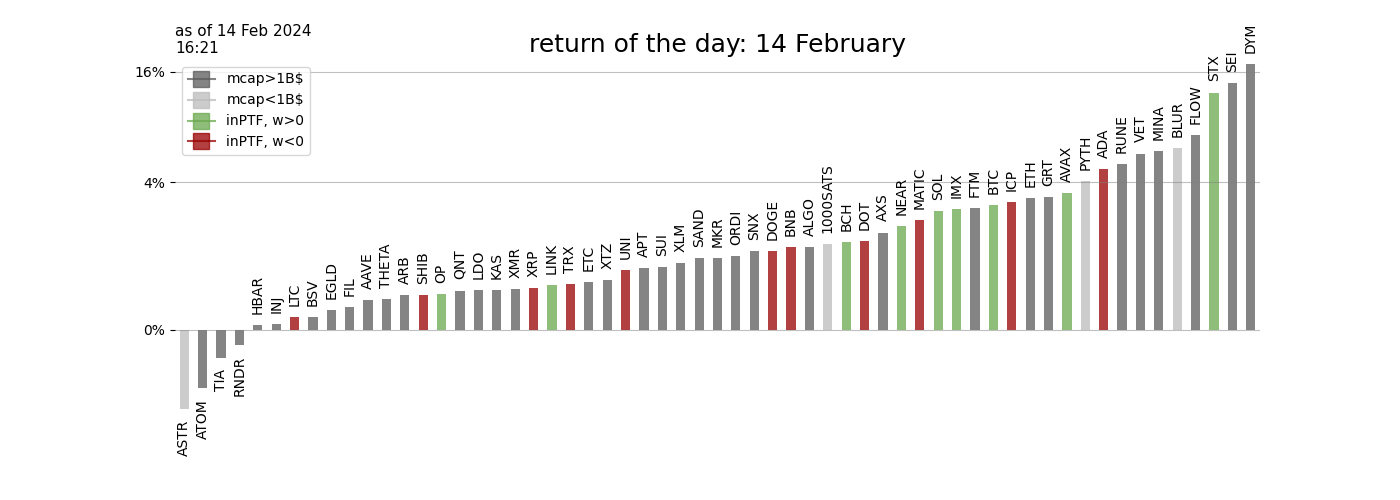 as of 14 Feb 2024
16:21
return of the day: 14 February
mcap>1B$
mcap<1B$
inPTF, w>0
inPTF, w<0
16%
4%
0%
ASTR
ATOM
TIA
RNDR
HBAR
INJ
LTC
BSV
EGLD
FIL
AAVE
THETA
ARB
SHIB
OP
QNT
LDO
KAS
XMR
XRP
LINK
TRX
ETC
XTZ
UNI
APT
SUI
XLM
SAND
MKR
ORDI
SNX
DOGE
BNB
ALGO
1000SATS
BCH
DOT
AXS
NEAR
MATIC
SOL
IMX
FTM
BTC
ICP
ETH
GRT
AVAX
PYTH
ADA
RUNE
VET
MINA
BLUR
FLOW
STX
SEI
DYM